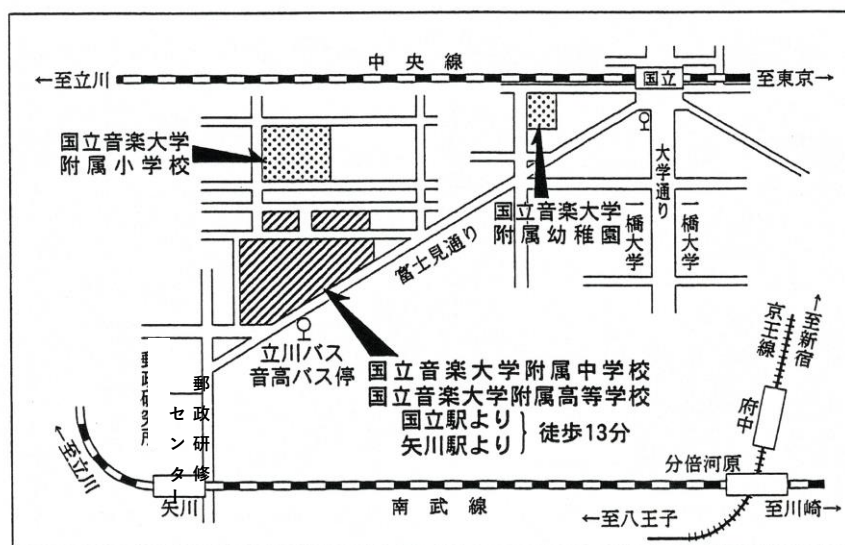 中央線
←至立川
国立
至東京→
国立音楽大学
附属小学校
大学通り
国立音楽大学
附属幼稚園
一橋大学
一橋大学
富士見通り
立川バス
音高バス停
国立音楽大学附属中学校
国立音楽大学附属高等学校
国立駅より
矢川駅より
}徒歩13分
郵政研究所
郵政研修
センター
←至立川
矢川
南武線
分倍河原
府中
京王線
→至新宿
至川崎→
←至八王子